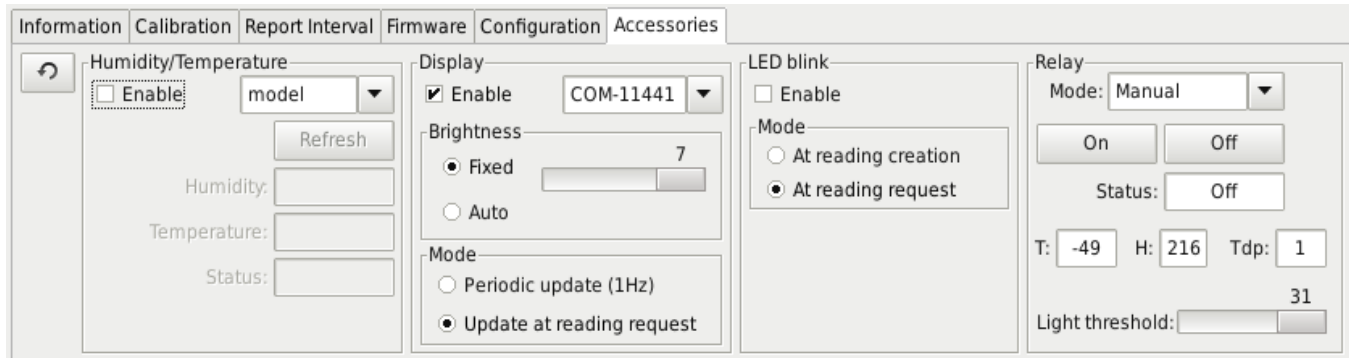 Information Calibration Report Interval Firmware Configuration Accessories
Humidity/Temperature
Enable model
Refresh
Humidity:
Temperature:
Status:
Display
Enable COM-11441
Brightness
7
Fixed
Auto
Mode
Periodic update (1Hz)
Update at reading request
LED blink
Enable
Mode
At reading creation
At reading request
Relay
Mode: Manual
On Off
Status: Off
T: -49 H: 216 Tdp: 1
31
Light threshold: